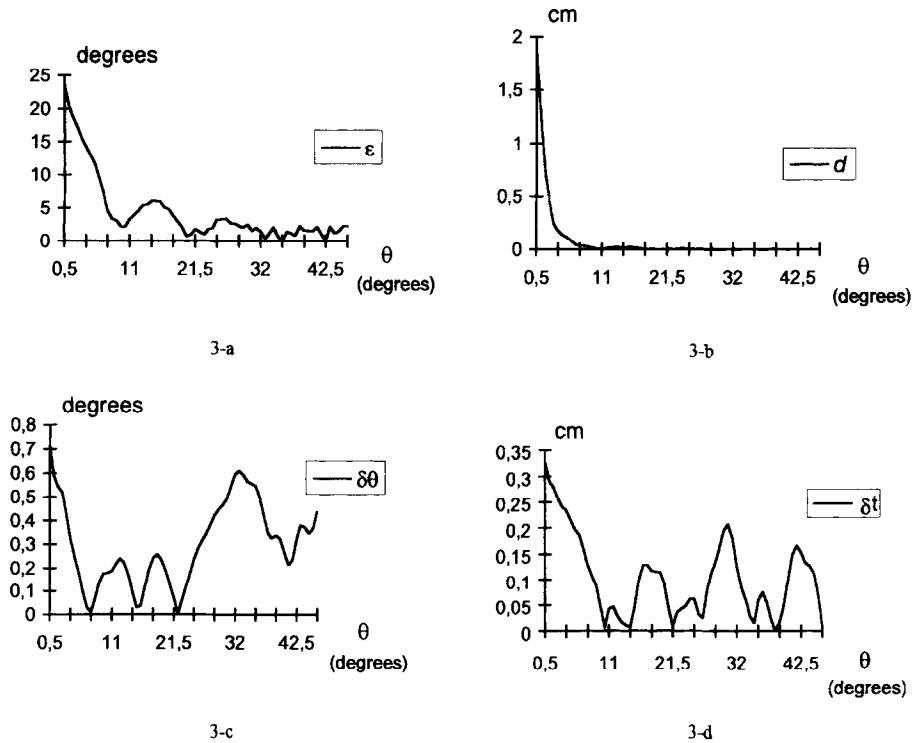 degrees
25
20
15
10
5
0
ε
0,5 11 21,5 32 42,5
θ
(degrees)
3-a
cm
2
1,5
1
0,5
0
d
0,5 11 21,5 32 42,5
θ
(degrees)
3-b
degrees
0,8
0,7
0,6
0,5
0,4
0,3
0,2
0,1
0
δθ
0,5 11 21,5 32 42,5
θ
(degrees)
3-c
cm
0,35
0,3
0,25
0,2
0,15
0,1
0,05
0
δt
0,5 11 21,5 32 42,5
θ
(degrees)
3-d